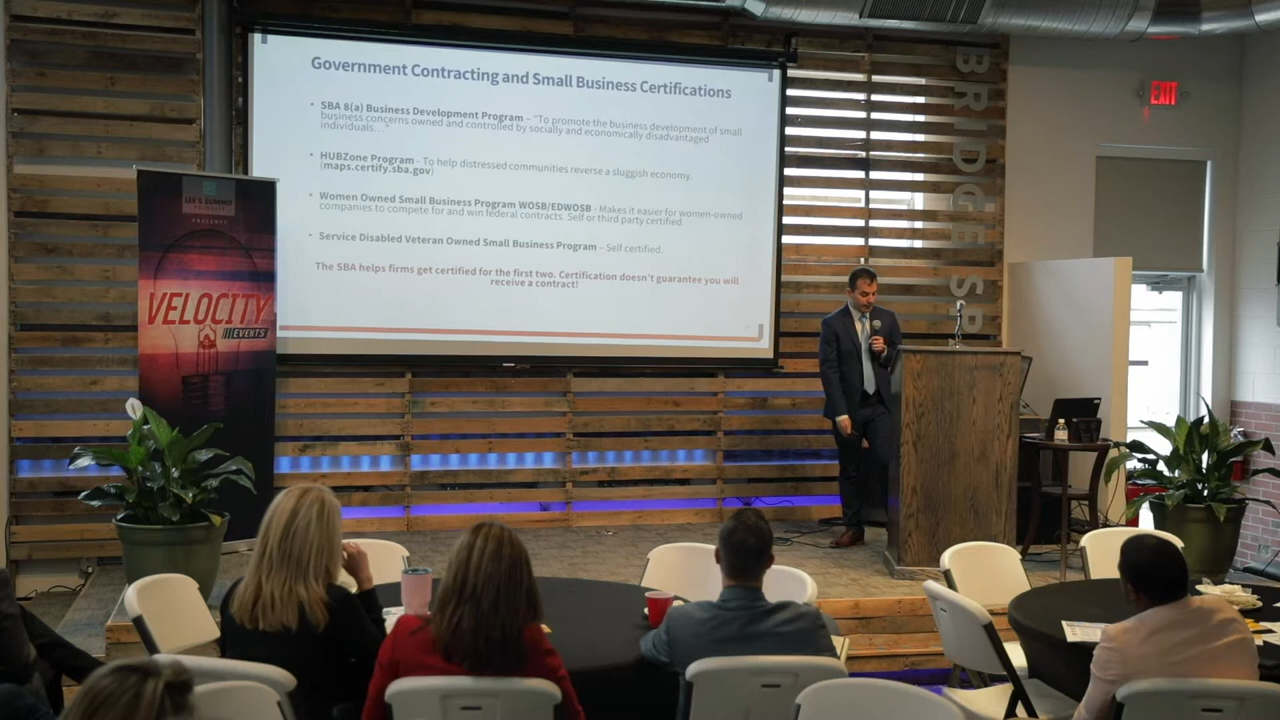 Government Contracting and Small Business Certifications
• SBA 8(a) Business Development Program – "To promote the business development of small
business concerns owned and controlled by socially and economically disadvantaged
individuals…"
• HUBZone Program - To help distressed communities reverse a sluggish economy.
(maps.certify.sba.gov)
• Women Owned Small Business Program WOSB/EDWOSB - Makes it easier for women-owned
companies to compete for and win federal contracts. Self or third party certified.
• Service Disabled Veteran Owned Small Business Program – Self certified.
The SBA helps firms get certified for the first two. Certification doesn't guarantee you will
receive a contract!
LEE'S SUMMIT
PRESENTS
VELOCITY
EVENTS
BRIDGE SP
EXIT